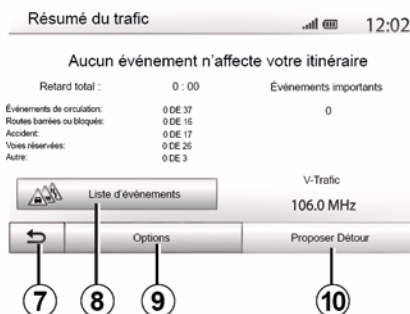 Résumé du trafic 12:02
Aucun événement n'affecte votre itinéraire
Retard total : 0 : 00 Événements importants
0
Événements de circulation: 0 DE 37
Routes barrées ou bloqués: 0 DE 16
Accident: 0 DE 17
Voies réservées: 0 DE 26
Autre: 0 DE 3
Liste d'événements
V-Trafic
106.0 MHz
Options
Proposer Détour
7 8 9 10